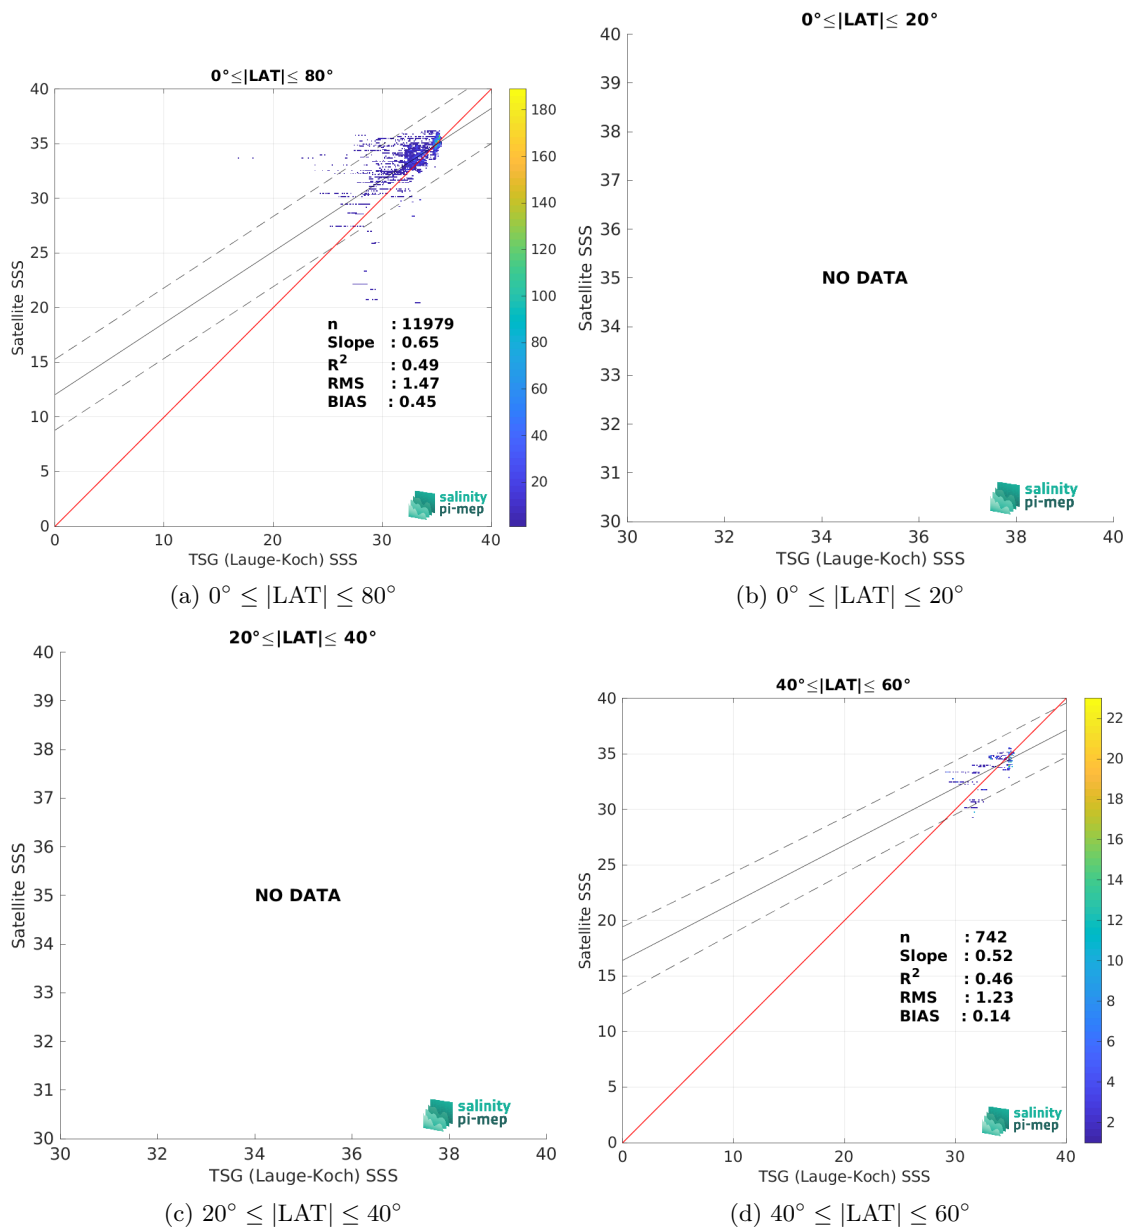 0°≤|LAT|≤ 80°
40
35
30
25
20
15
10
5
0
Satellite SSS
0
10
20
30
40
TSG (Lauge-Koch) SSS
180
160
140
120
100
80
60
40
20
n : 11979
Slope : 0.65
R² : 0.49
RMS : 1.47
BIAS : 0.45
salinity
pi-mep
(a) 0° ≤ |LAT| ≤ 80°
0°≤|LAT|≤ 20°
40
39
38
37
36
35
34
33
32
31
30
Satellite SSS
NO DATA
30
32
34
36
38
40
TSG (Lauge-Koch) SSS
salinity
pi-mep
(b) 0° ≤ |LAT| ≤ 20°
20°≤|LAT|≤ 40°
40
39
38
37
36
35
34
33
32
31
30
Satellite SSS
NO DATA
30
32
34
36
38
40
TSG (Lauge-Koch) SSS
salinity
pi-mep
(c) 20° ≤ |LAT| ≤ 40°
40°≤|LAT|≤ 60°
40
35
30
25
20
15
10
5
0
Satellite SSS
0
10
20
30
40
TSG (Lauge-Koch) SSS
22
20
18
16
14
12
10
8
6
4
2
n : 742
Slope : 0.52
R² : 0.46
RMS : 1.23
BIAS : 0.14
salinity
pi-mep
(d) 40° ≤ |LAT| ≤ 60°